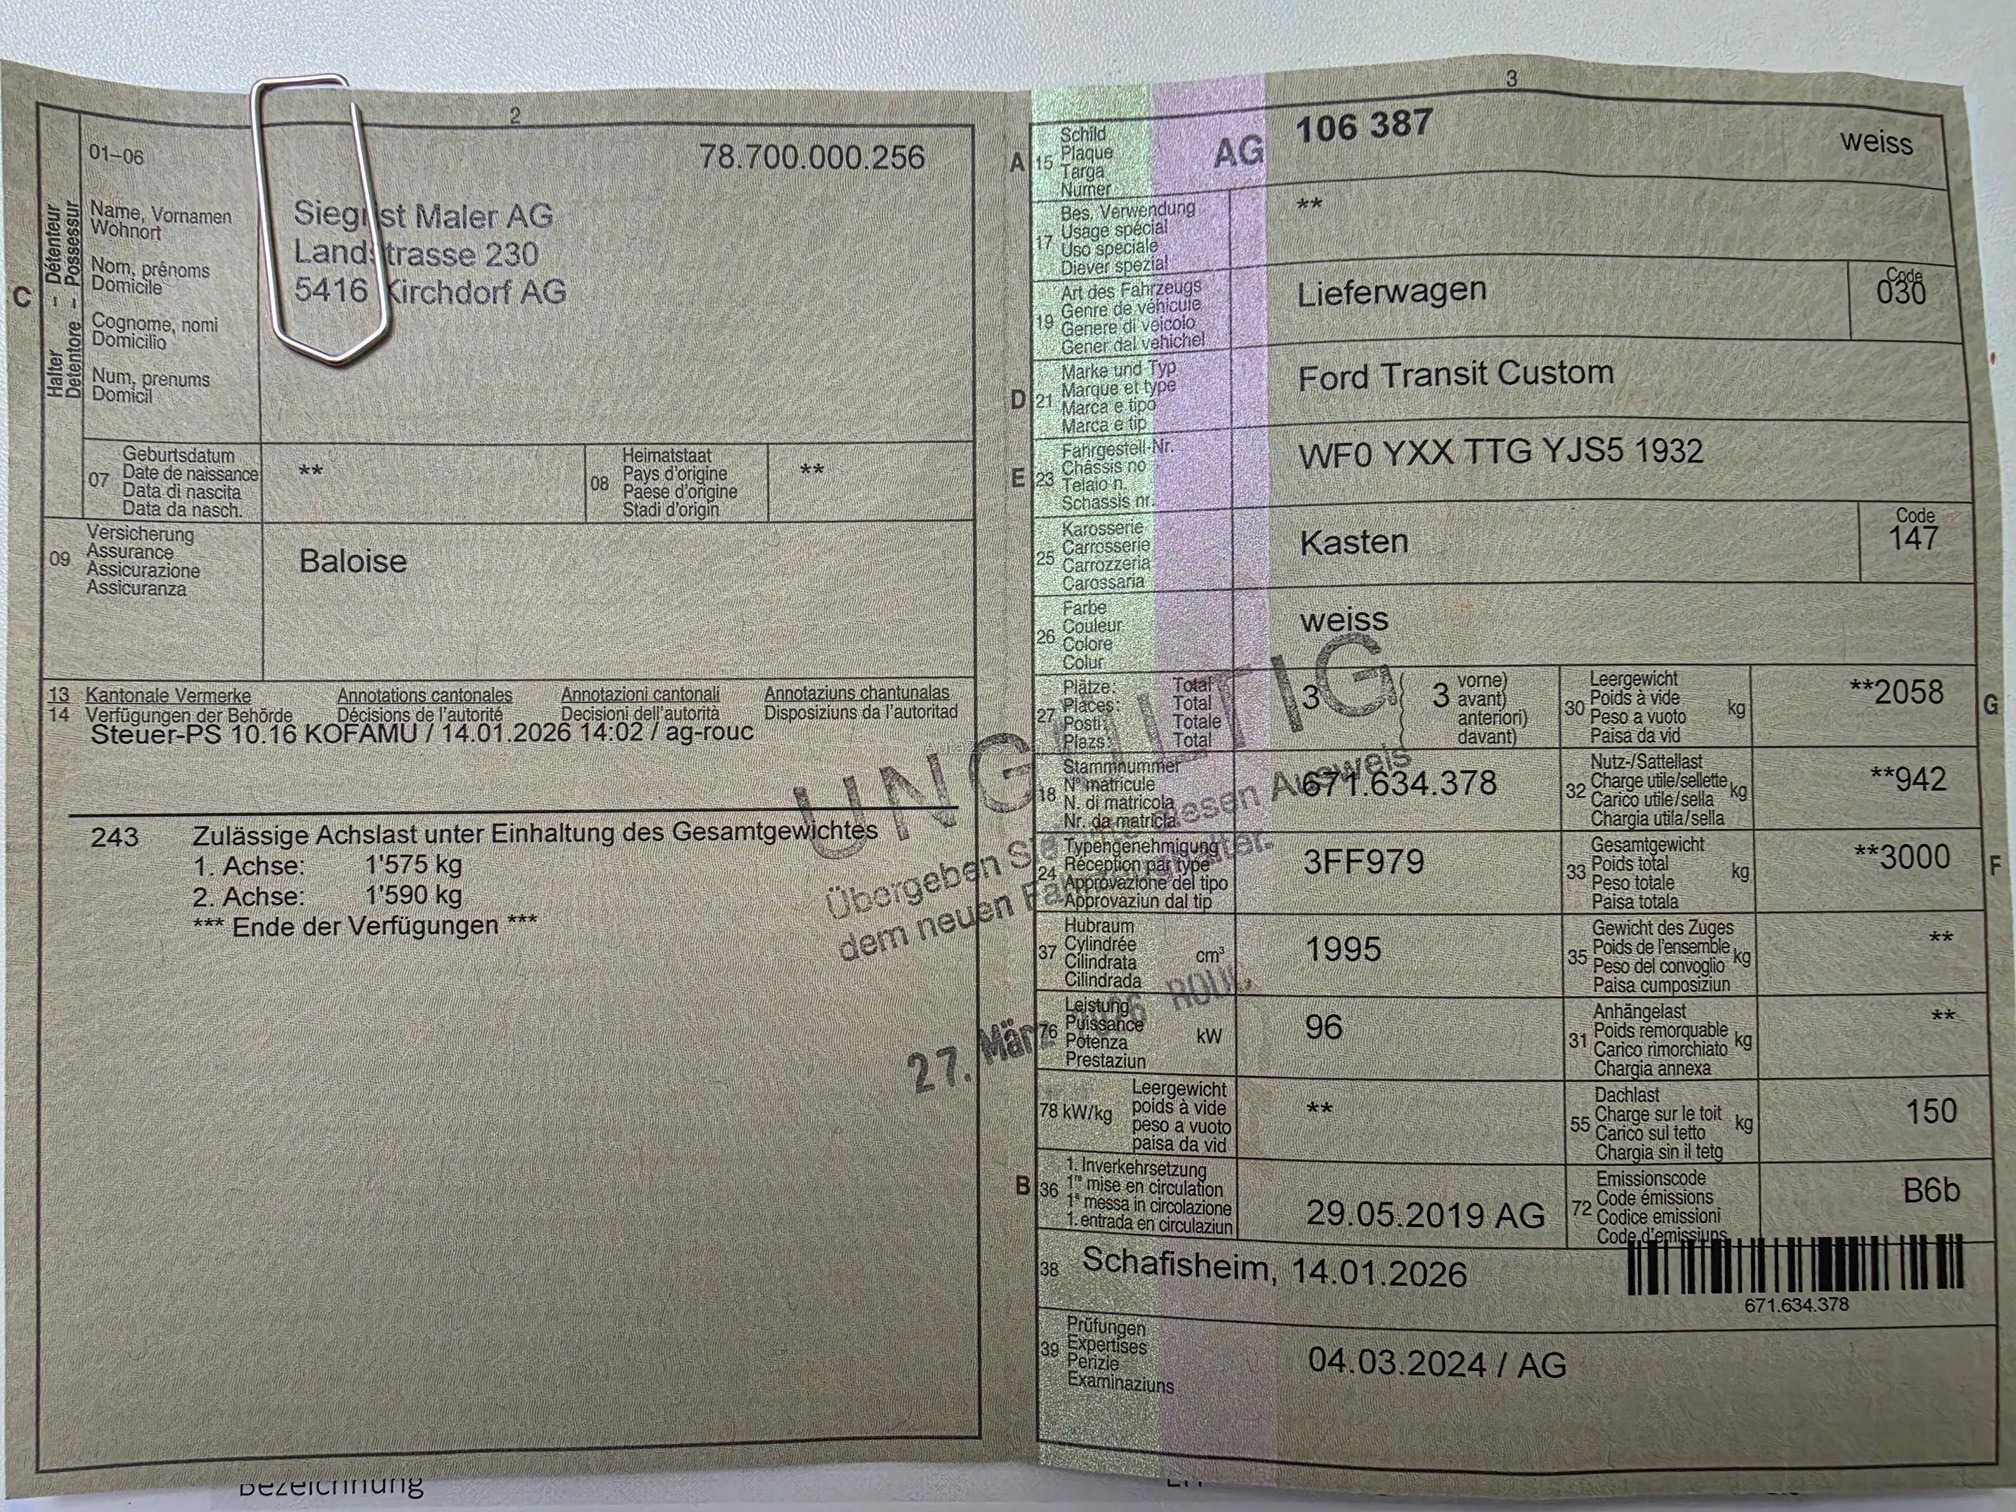 2
01–06
78.700.000.256
C
Halter – Détenteur
Detentore – Possessur
Name, Vornamen
Wohnort
Nom, prénoms
Domicile
Cognome, nomi
Domicilio
Num, prenums
Domicil
Siegrist Maler AG
Landstrasse 230
5416 Kirchdorf AG
07
Geburtsdatum
Date de naissance
Data di nascita
Data da nasch.
**
08
Heimatstaat
Pays d'origine
Paese d'origine
Stadi d'origin
**
09
Versicherung
Assurance
Assicurazione
Assicuranza
Baloise
13 Kantonale Vermerke Annotations cantonales Annotazioni cantonali Annotaziuns chantunalas
14 Verfügungen der Behörde Décisions de l'autorité Decisioni dell'autorità Disposiziuns da l'autoritad
Steuer-PS 10.16 KOFAMU / 14.01.2026 14:02 / ag-rouc
243 Zulässige Achslast unter Einhaltung des Gesamtgewichtes
1. Achse: 1'575 kg
2. Achse: 1'590 kg
*** Ende der Verfügungen ***
UNGÜLTIG
Übergeben Sie diesen Ausweis
dem neuen
27. März 2026 ROUC
3
A 15
Schild
Plaque
Targa
Numer
AG 106 387 weiss
17
Bes. Verwendung
Usage spécial
Uso speciale
Diever spezial
**
19
Art des Fahrzeugs
Genre de véhicule
Genere di veicolo
Gener dal vehichel
Lieferwagen
Code
030
D 21
Marke und Typ
Marque et type
Marca e tipo
Marca e tip
Ford Transit Custom
E 23
Fahrgestell-Nr.
Châssis no
Telaio n.
Schassis nr.
WF0 YXX TTG YJS5 1932
25
Karosserie
Carrosserie
Carrozzeria
Carossaria
Kasten
Code
147
26
Farbe
Couleur
Colore
Colur
weiss
27
Plätze: Total
Places: Total
Posti: Totale
Plazs: Total
3 ( 3
vorne)
avant)
anteriori)
davant)
30
Leergewicht
Poids à vide
Peso a vuoto
Paisa da vid
kg
**2058
G
18
Stammnummer
N° matricule
N. di matricola
Nr. da matricla
671.634.378
32
Nutz-/Sattellast
Charge utile/sellette
Carico utile/sella
Chargia utila/sella
kg
**942
24
Typengenehmigung
Réception par type
Approvazione del tipo
Approvaziun dal tip
3FF979
33
Gesamtgewicht
Poids total
Peso totale
Paisa totala
kg
**3000
F
37
Hubraum
Cylindrée
Cilindrata
Cilindrada
cm³
1995
35
Gewicht des Zuges
Poids de l'ensemble
Peso del convoglio
Paisa cumposiziun
kg
**
76
Leistung
Puissance
Potenza
Prestaziun
kW
96
31
Anhängelast
Poids remorquable
Carico rimorchiato
Chargia annexa
kg
**
78 kW/kg
Leergewicht
poids à vide
peso a vuoto
paisa da vid
**
55
Dachlast
Charge sur le toit
Carico sul tetto
Chargia sin il tetg
kg
150
B 36
1. Inverkehrsetzung
1re mise en circulation
1a messa in circolazione
1. entrada en circulaziun
29.05.2019 AG
72
Emissionscode
Code émissions
Codice emissioni
Code d'emissiuns
B6b
38 Schafisheim, 14.01.2026
671.634.378
39
Prüfungen
Expertises
Perizie
Examinaziuns
04.03.2024 / AG
Bezeichnung